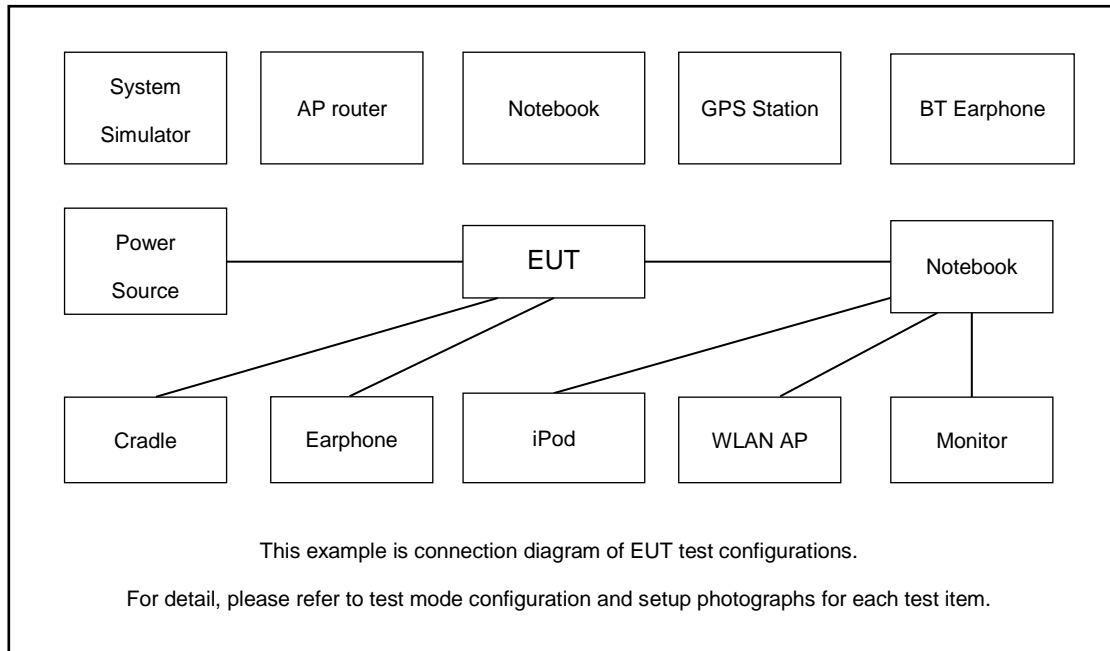 System
Simulator
AP router
Notebook
GPS Station
BT Earphone
Power
Source
EUT
Notebook
Cradle
Earphone
iPod
WLAN AP
Monitor
This example is connection diagram of EUT test configurations.
For detail, please refer to test mode configuration and setup photographs for each test item.